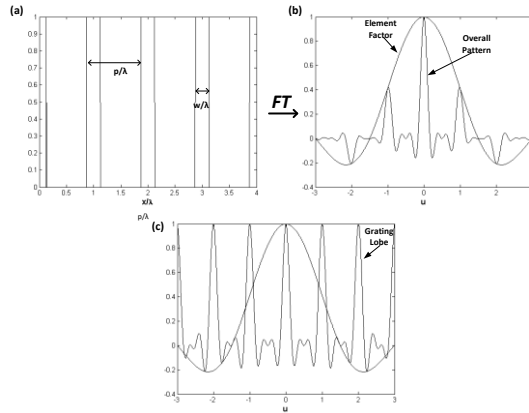 (a)
1
0.9
0.8
0.7
0.6
0.5
0.4
0.3
0.2
0.1
0
p/λ
w/λ
0 0.5 1 1.5 2 2.5 3 3.5 4
x/λ
p/λ
FT
(b)
1
0.8
0.6
0.4
0.2
0
-0.2
-0.4
Element
Factor
Overall
Pattern
-3 -2 -1 0 1 2 3
u
(c)
1
0.8
0.6
0.4
0.2
0
-0.2
-0.4
Grating
Lobe
-3 -2 -1 0 1 2 3
u